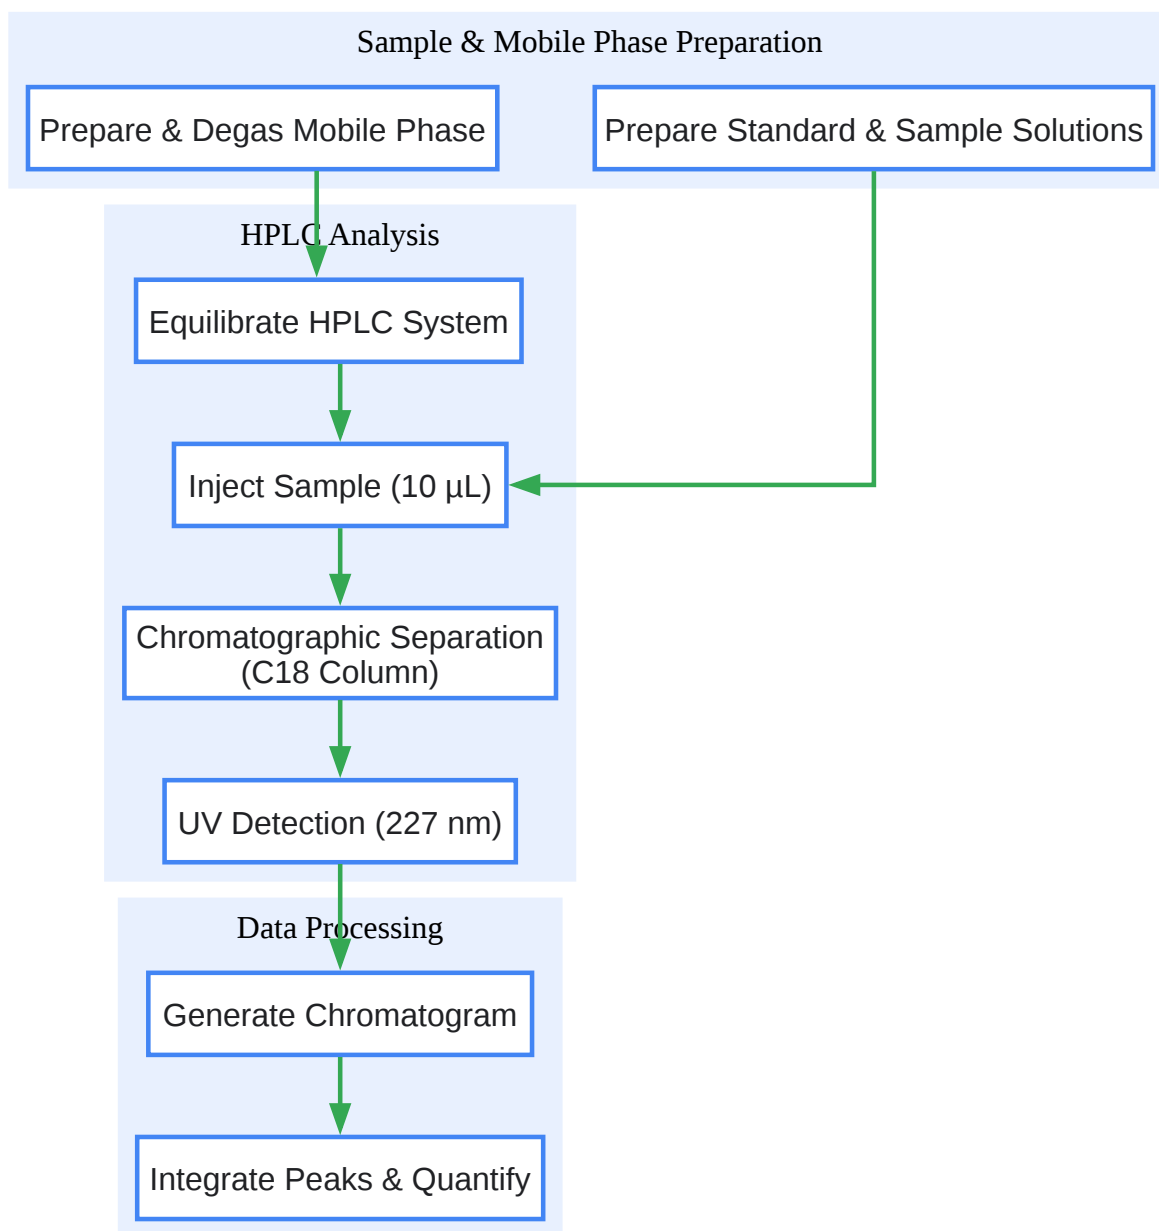 Sample & Mobile Phase Preparation
Prepare & Degas Mobile Phase
Prepare Standard & Sample Solutions
HPLC Analysis
Equilibrate HPLC System
Inject Sample (10 µL)
Chromatographic Separation
(C18 Column)
UV Detection (227 nm)
Data Processing
Generate Chromatogram
Integrate Peaks & Quantify